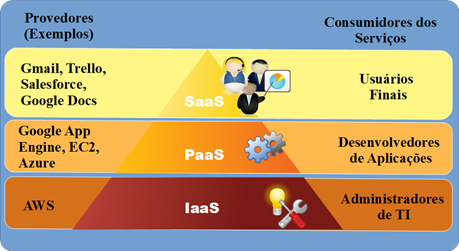 Provedores
(Exemplos)
Consumidores dos
Serviços
Gmail, Trello,
Salesforce,
Google Docs
SaaS
Usuários
Finais
Google App
Engine, EC2,
Azure
PaaS
Desenvolvedores
de Aplicações
AWS
IaaS
Administradores
de TI